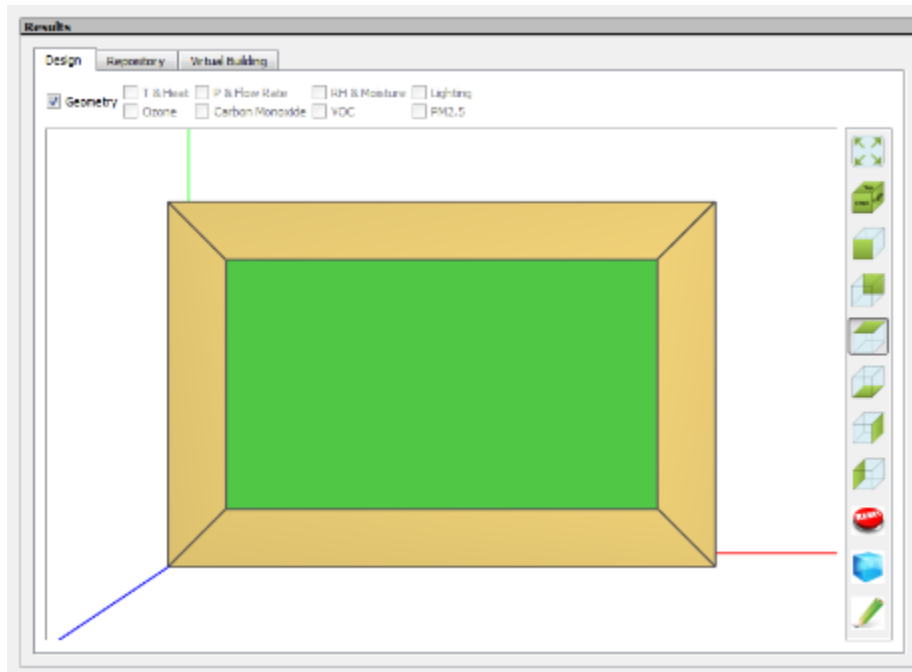 Results
Design Repository Virtual Building
Geometry T & Heat P & Flow Rate RH & Moisture Lighting
Ozone Carbon Monoxide VOC PM2.5